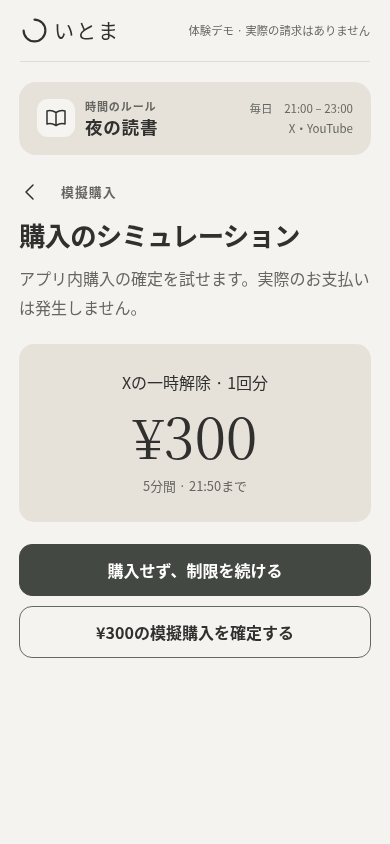 いとま
体験デモ・実際の請求はありません
時間のルール
夜の読書
毎日 21:00 – 23:00
X・YouTube
模擬購入
購入のシミュレーション
アプリ内購入の確定を試せます。実際のお支払い
は発生しません。
Xの一時解除・1回分
¥300
5分間・21:50まで
購入せず、制限を続ける
¥300の模擬購入を確定する